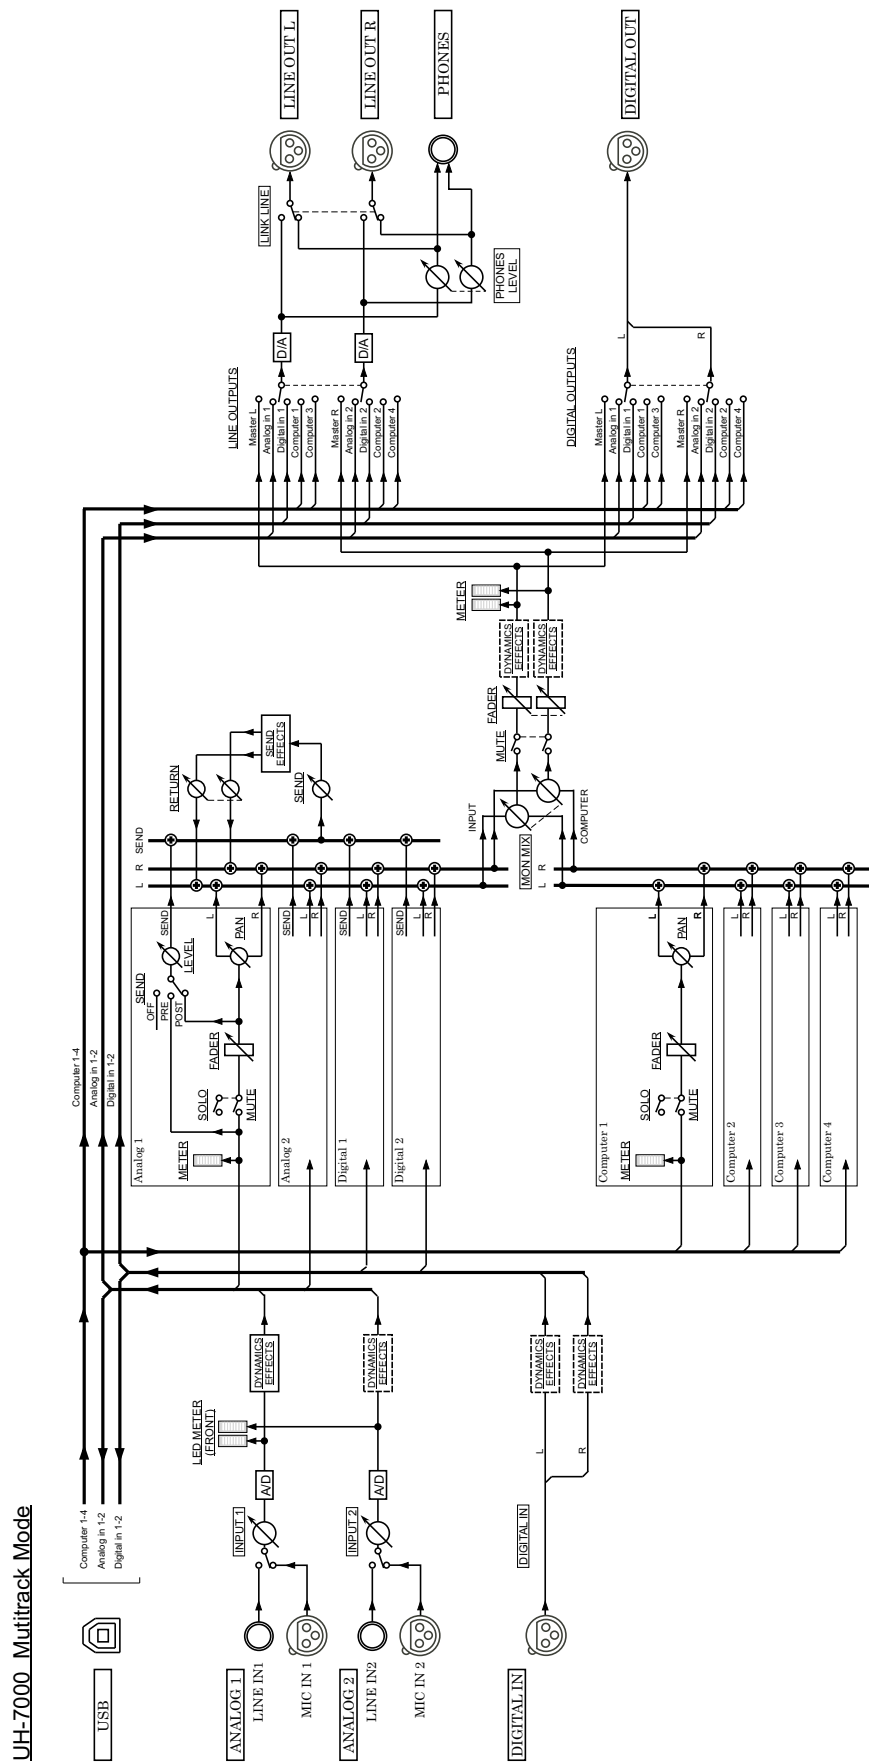 UH-7000 Mutitrack Mode
USB
Computer 1-4
Analog in 1-2
Digital in 1-2
ANALOG 1
LINE IN1
MIC IN 1
INPUT 1
A/D
LED METER
(FRONT)
DYNAMICS
EFFECTS
ANALOG 2
LINE IN2
MIC IN 2
INPUT 2
A/D
DYNAMICS
EFFECTS
DIGITAL IN
DIGITAL IN
L
R
DYNAMICS
EFFECTS
DYNAMICS
EFFECTS
Computer 1-4
Analog in 1-2
Digital in 1-2
Analog 1
METER
SOLO
MUTE
FADER
SEND
OFF
PRE
POST
LEVEL
PAN
SEND
L
R
Analog 2
SEND
L
R
Digital 1
SEND
L
R
Digital 2
SEND
L
R
Computer 1
METER
SOLO
MUTE
FADER
PAN
L
R
Computer 2
L
R
Computer 3
L
R
Computer 4
L
R
L
R
SEND
L
R
RETURN
SEND
SEND
EFFECTS
INPUT
MON MIX
COMPUTER
MUTE
FADER
DYNAMICS
EFFECTS
DYNAMICS
EFFECTS
METER
LINE OUTPUTS
Master L
Analog in 1
Digital in 1
Computer 1
Computer 3
Master R
Analog in 2
Digital in 2
Computer 2
Computer 4
D/A
D/A
LINK LINE
PHONES
LEVEL
LINE OUT L
LINE OUT R
PHONES
DIGITAL OUTPUTS
Master L
Analog in 1
Digital in 1
Computer 1
Computer 3
Master R
Analog in 2
Digital in 2
Computer 2
Computer 4
L
R
DIGITAL OUT